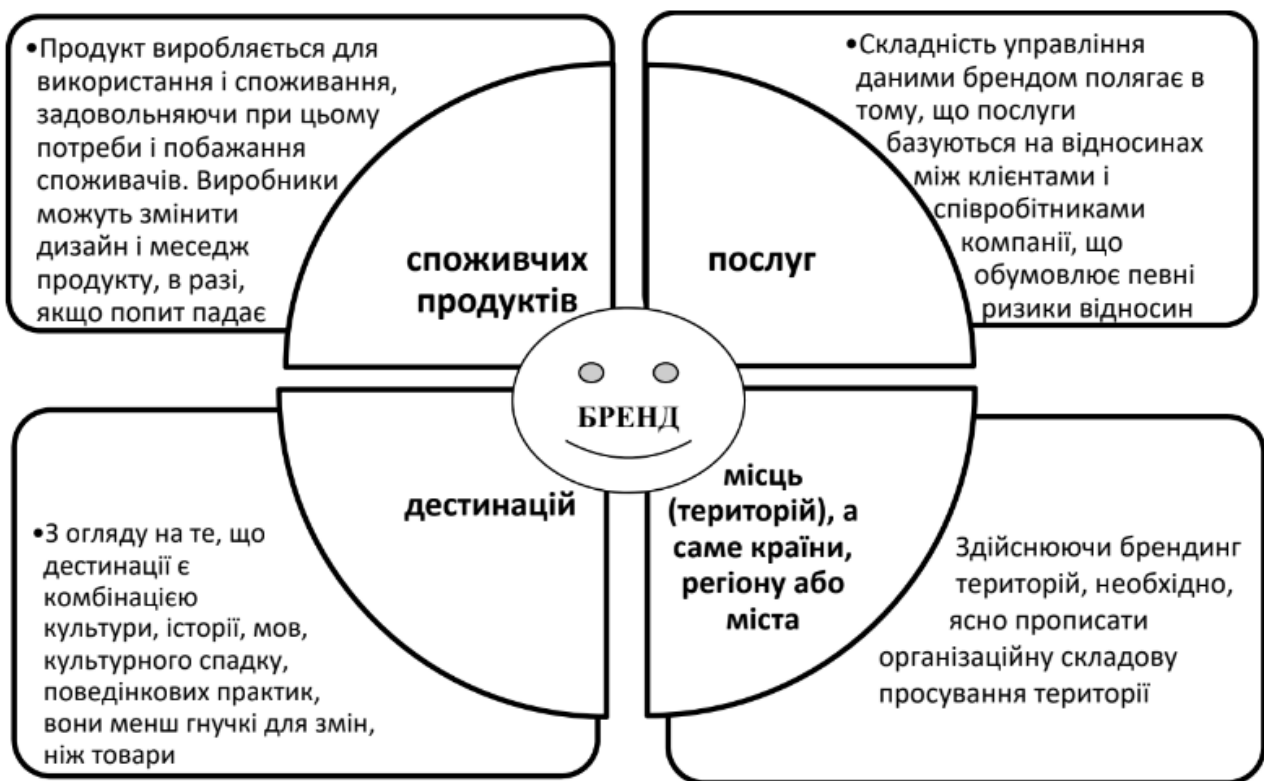 •Продукт виробляється для
використання і споживання,
задовольняючи при цьому
потреби і побажання
споживачів. Виробники
можуть змінити
дизайн і меседж
продукту, в разі,
якщо попит падає
споживчих
продуктів
•Складність управління
даними брендом полягає в
тому, що послуги
базуються на відносинах
між клієнтами і
співробітниками
компанії, що
обумовлює певні
ризики відносин
послуг
БРЕНД
дестинацій
•З огляду на те, що
дестинації є
комбінацією
культури, історії, мов,
культурного спадку,
поведінкових практик,
вони менш гнучкі для змін,
ніж товари
місць
(територій), а
саме країни,
регіону або
міста
Здійснюючи брендинг
територій, необхідно,
ясно прописати
організаційну складову
просування території